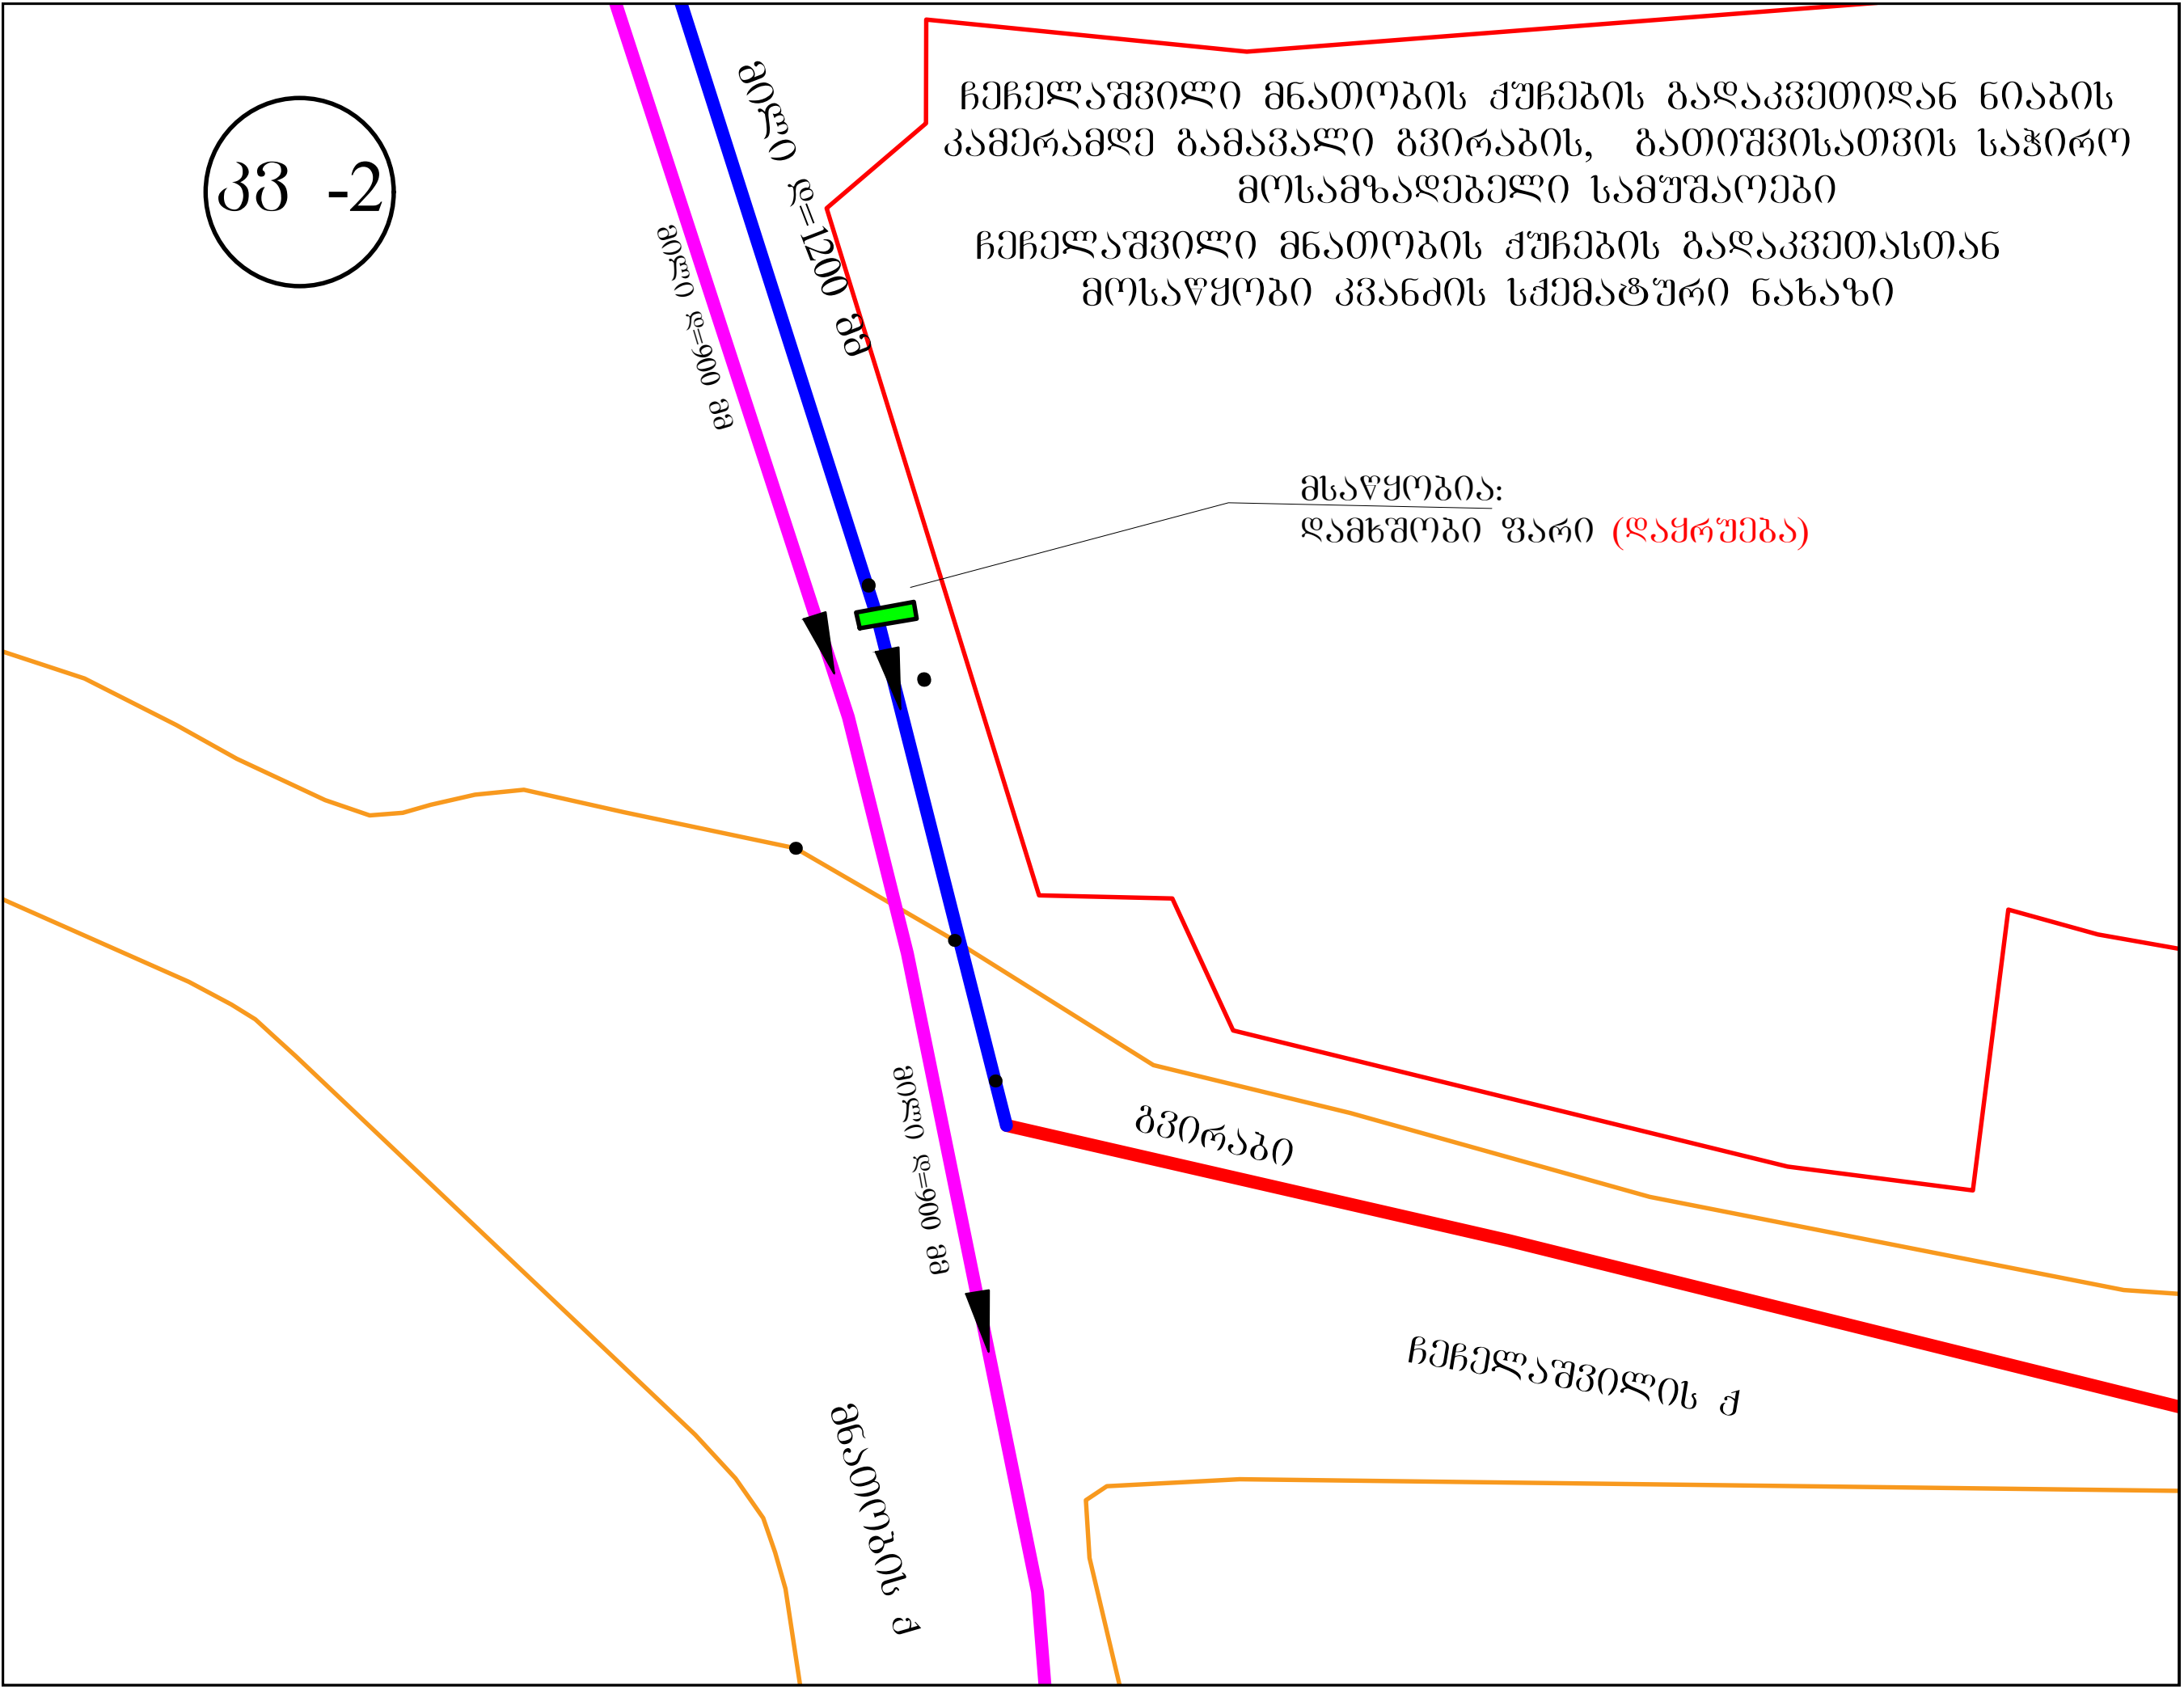 კვ -2
ჩეჩელაშვილი მნათობის ქუჩების გადაკვეთიდან ნიაბის
კამერამდე გამავალი გვირაბის, გათიშვისათვის საჭირო
მოსამზადებელი სამუშაოები
ჩეჩელაშვილი მნათობის ქუჩების გადაკვეთასთან
მოსაწყობი კვანძის სქემატური ნახაზი
მილი დ=1200 მმ
მილი დ=900 მმ
მსაწყობია:
დამხშობი ფარი (დაყრუება)
მილი დ=900 მმ
გვირაბი
ჩეჩელაშვილის ქ
მნათობის ქ